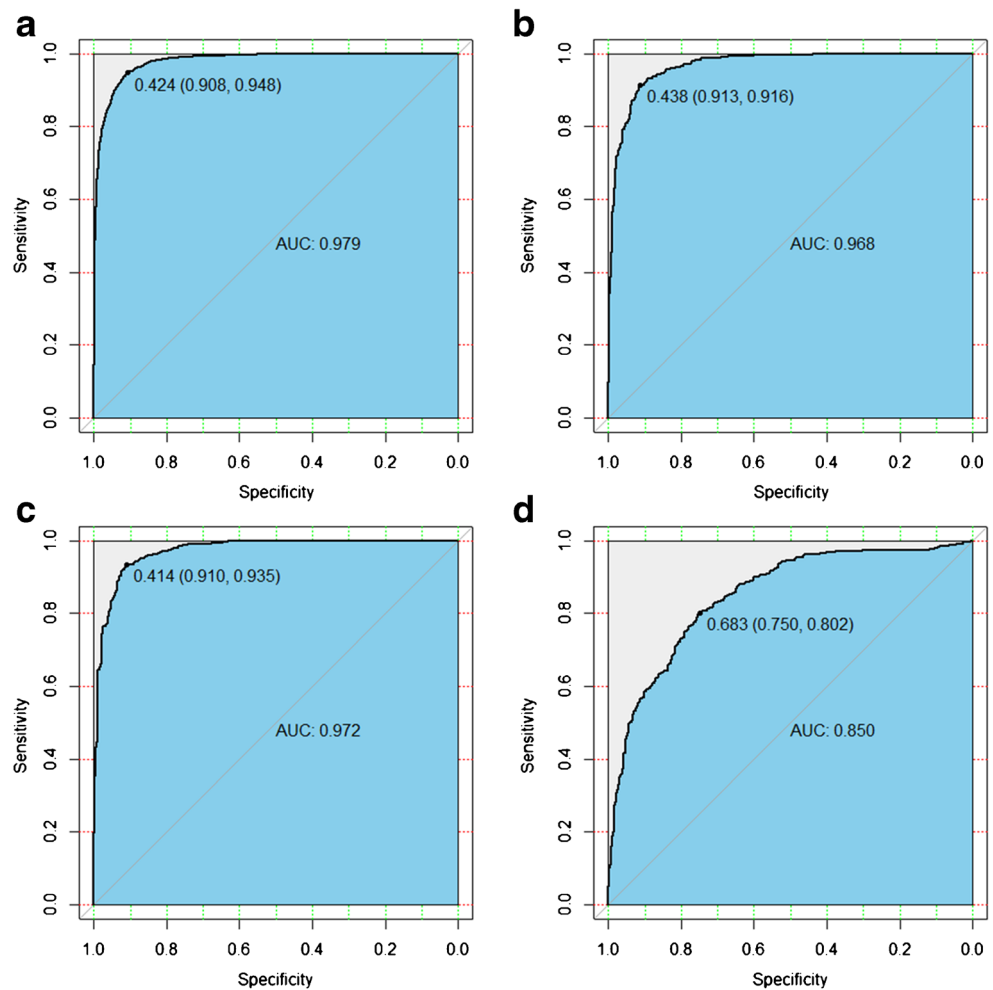 a
1.0
0.8
0.6
0.4
0.2
0.0
Sensitivity
0.424 (0.908, 0.948)
AUC: 0.979
1.0 0.8 0.6 0.4 0.2 0.0
Specificity
b
1.0
0.8
0.6
0.4
0.2
0.0
Sensitivity
0.438 (0.913, 0.916)
AUC: 0.968
1.0 0.8 0.6 0.4 0.2 0.0
Specificity
c
1.0
0.8
0.6
0.4
0.2
0.0
Sensitivity
0.414 (0.910, 0.935)
AUC: 0.972
1.0 0.8 0.6 0.4 0.2 0.0
Specificity
d
1.0
0.8
0.6
0.4
0.2
0.0
Sensitivity
0.683 (0.750, 0.802)
AUC: 0.850
1.0 0.8 0.6 0.4 0.2 0.0
Specificity